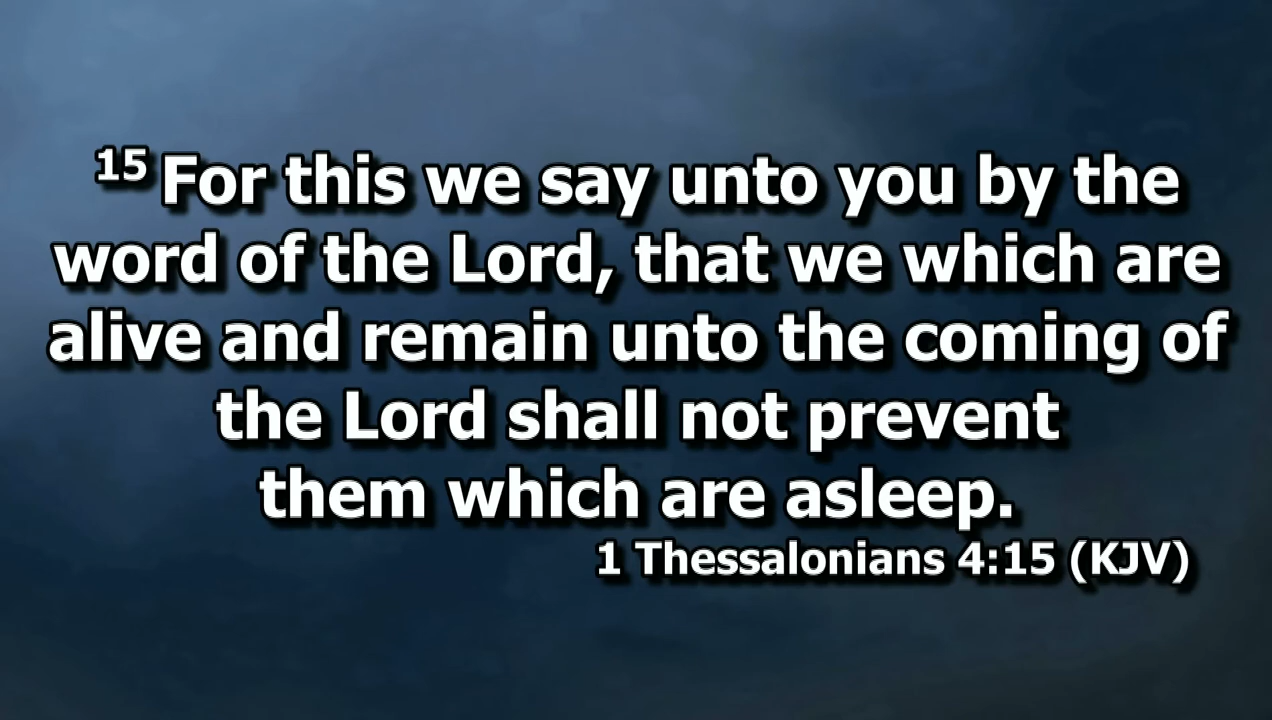 15 For this we say unto you by the
word of the Lord, that we which are
alive and remain unto the coming of
the Lord shall not prevent
them which are asleep.
1 Thessalonians 4:15 (KJV)